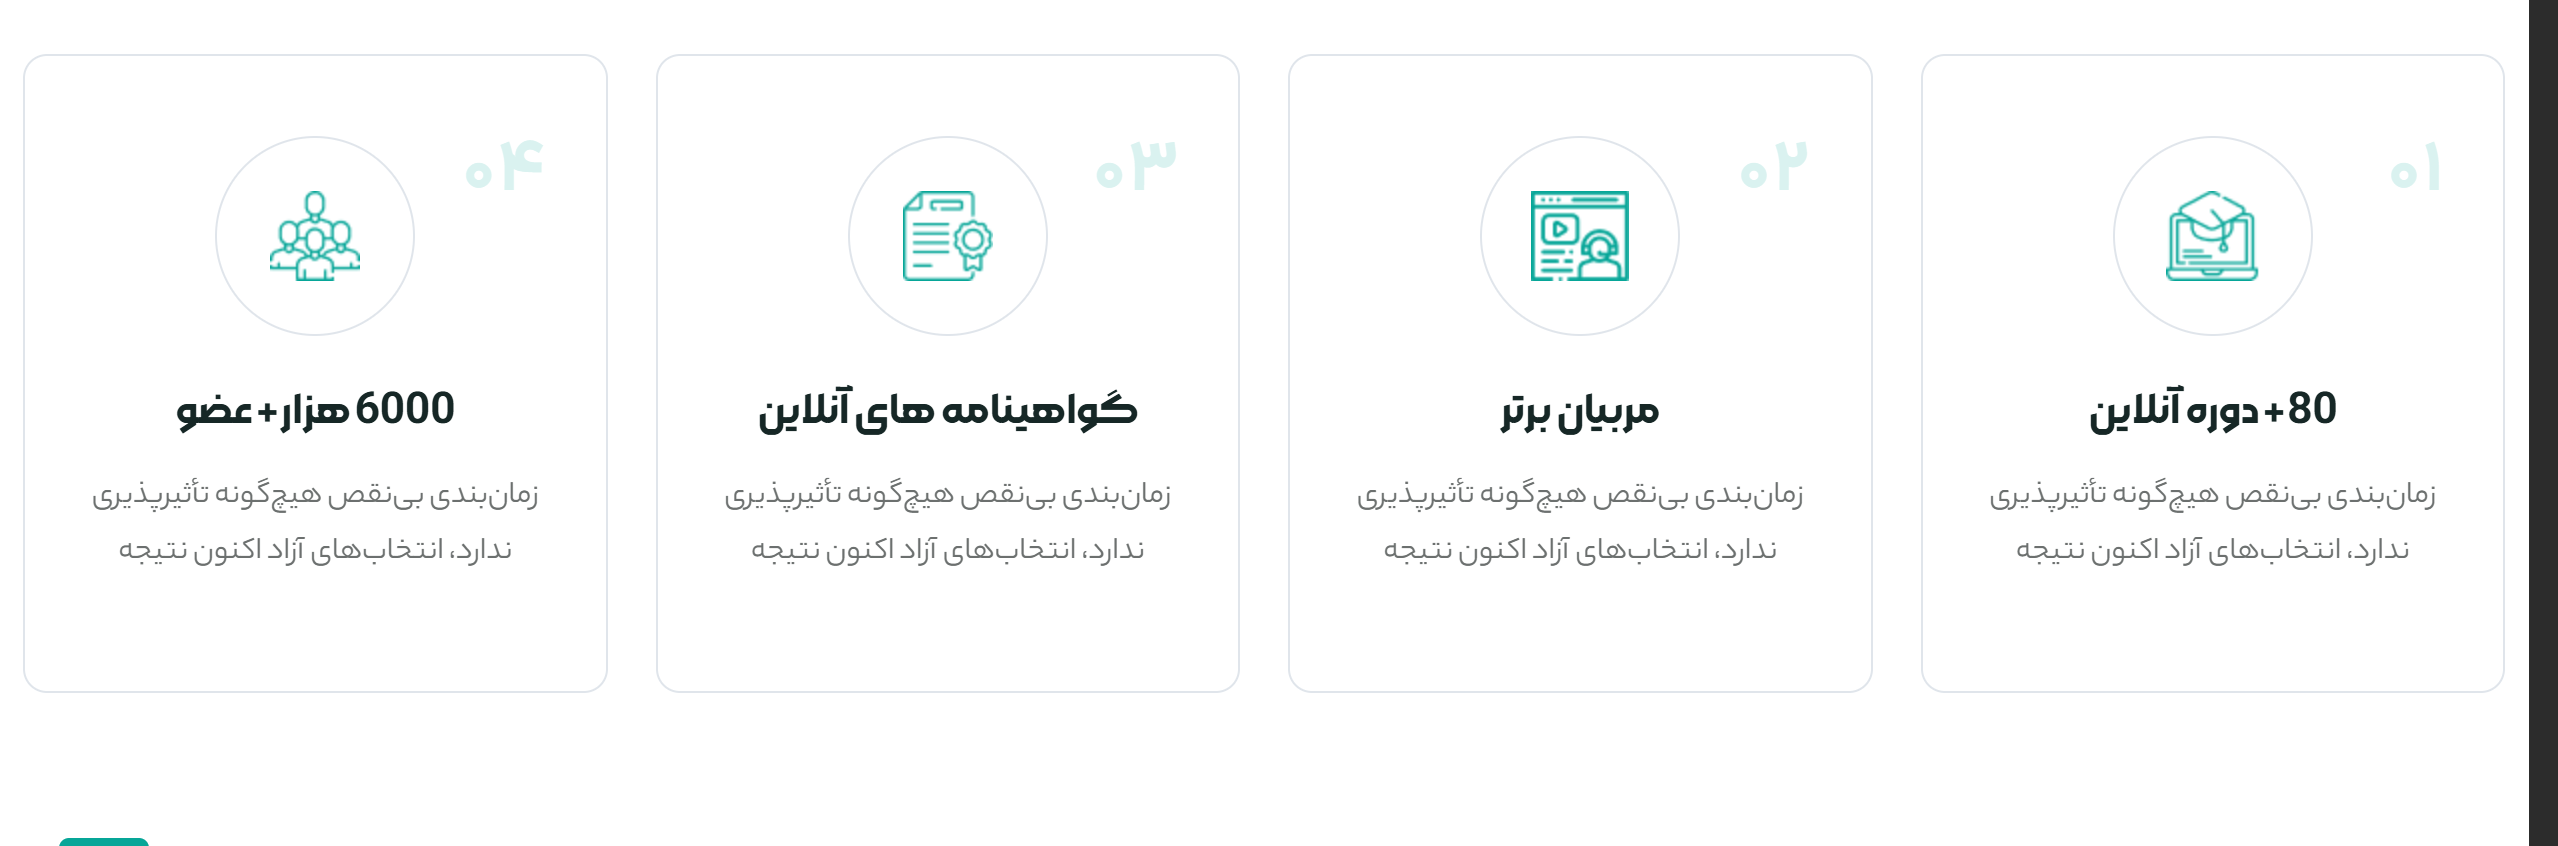 ۰۱
80+ دوره آنلاین
زمان‌بندی بی‌نقص هیچ‌گونه تأثیرپذیری
ندارد، انتخاب‌های آزاد اکنون نتیجه
۰۲
مربیان برتر
زمان‌بندی بی‌نقص هیچ‌گونه تأثیرپذیری
ندارد، انتخاب‌های آزاد اکنون نتیجه
۰۳
گواهینامه های آنلاین
زمان‌بندی بی‌نقص هیچ‌گونه تأثیرپذیری
ندارد، انتخاب‌های آزاد اکنون نتیجه
۰۴
6000 هزار + عضو
زمان‌بندی بی‌نقص هیچ‌گونه تأثیرپذیری
ندارد، انتخاب‌های آزاد اکنون نتیجه